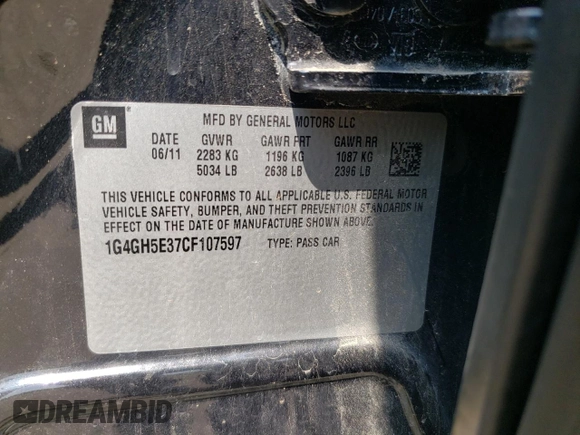 GM
MFD BY GENERAL MOTORS LLC
DATE GVWR GAWR FRT GAWR RR
06/11 2283 KG 1196 KG 1087 KG
5034 LB 2638 LB 2396 LB
THIS VEHICLE CONFORMS TO ALL APPLICABLE U.S. FEDERAL MOTOR
VEHICLE SAFETY, BUMPER, AND THEFT PREVENTION STANDARDS IN
EFFECT ON THE DATE OF MANUFACTURE SHOWN ABOVE.
1G4GH5E37CF107597 TYPE: PASS CAR
DREAMBID